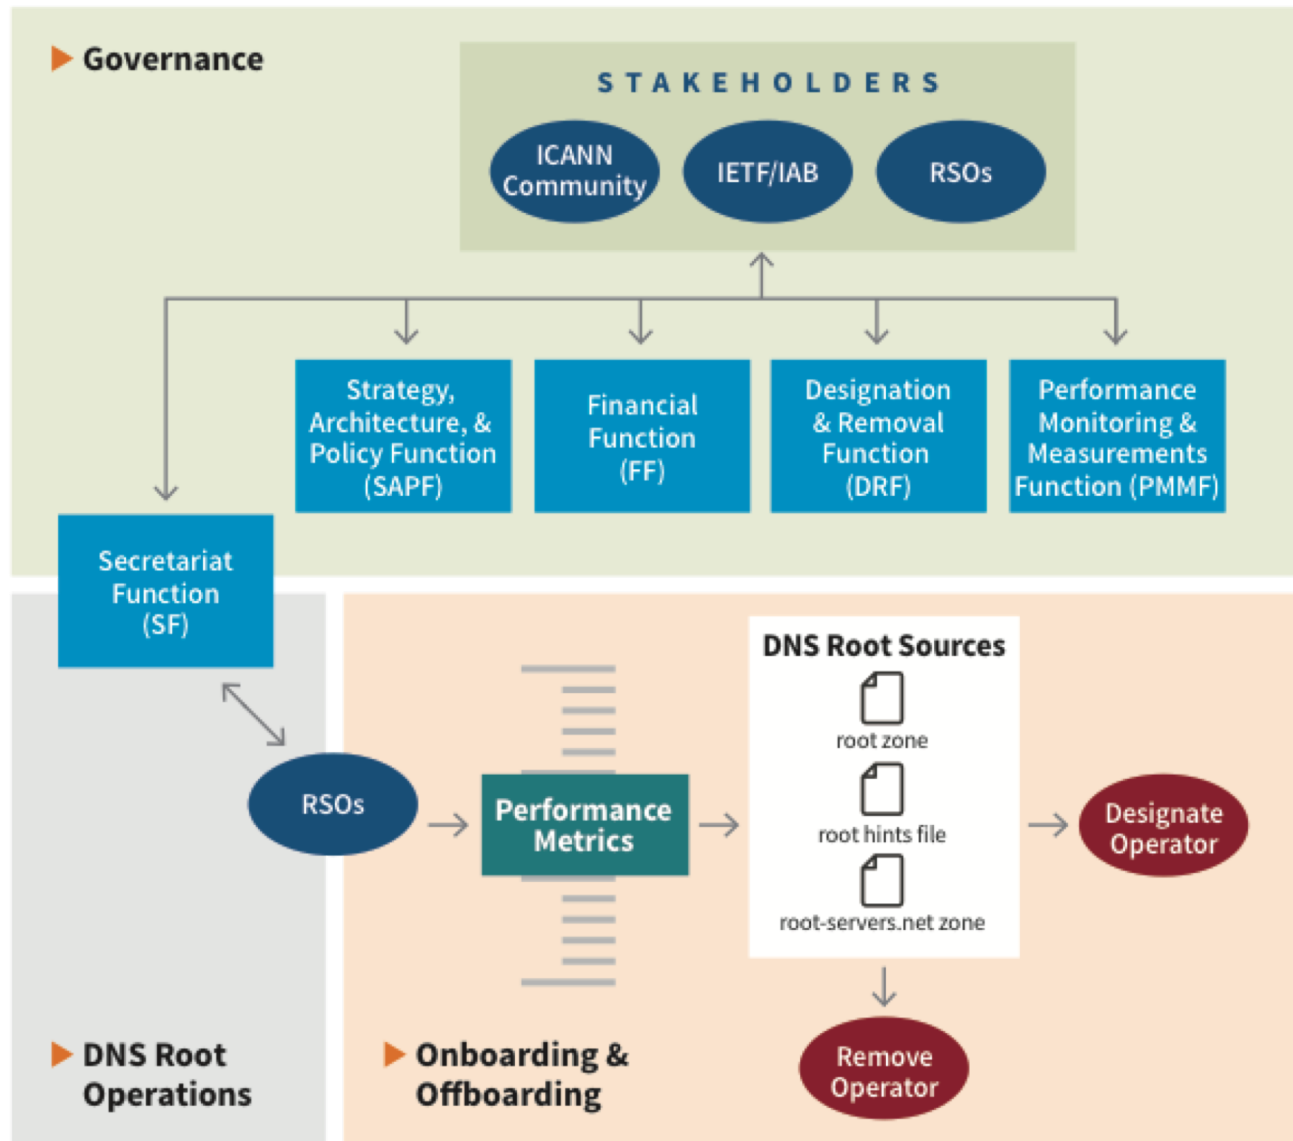 Governance
STAKEHOLDERS
ICANN
Community
IETF/IAB
RSOs
Strategy,
Architecture, &
Policy Function
(SAPF)
Financial
Function
(FF)
Designation
& Removal
Function
(DRF)
Performance
Monitoring &
Measurements
Function (PMMF)
Secretariat
Function
(SF)
RSOs
Performance
Metrics
DNS Root Sources
root zone
root hints file
root-servers.net zone
Designate
Operator
Remove
Operator
DNS Root
Operations
Onboarding &
Offboarding